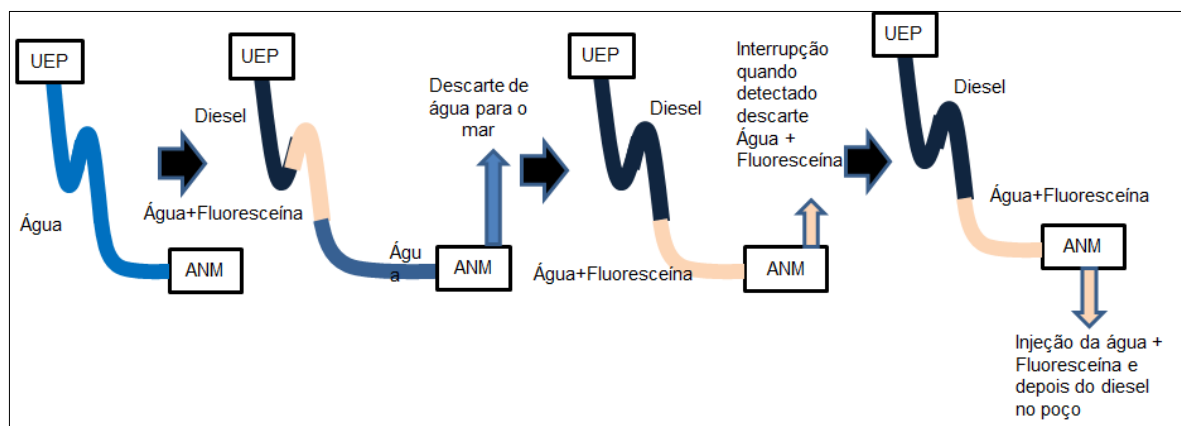 UEP
Água
ANM
UEP
Diesel
Água+Fluoresceína
Águ
a
ANM
Descarte de
água para o
mar
UEP
Diesel
Água+Fluoresceína
ANM
Interrupção
quando
detectado
descarte
Água +
Fluoresceína
UEP
Diesel
Água+Fluoresceína
ANM
Injeção da água +
Fluoresceína e
depois do diesel
no poço